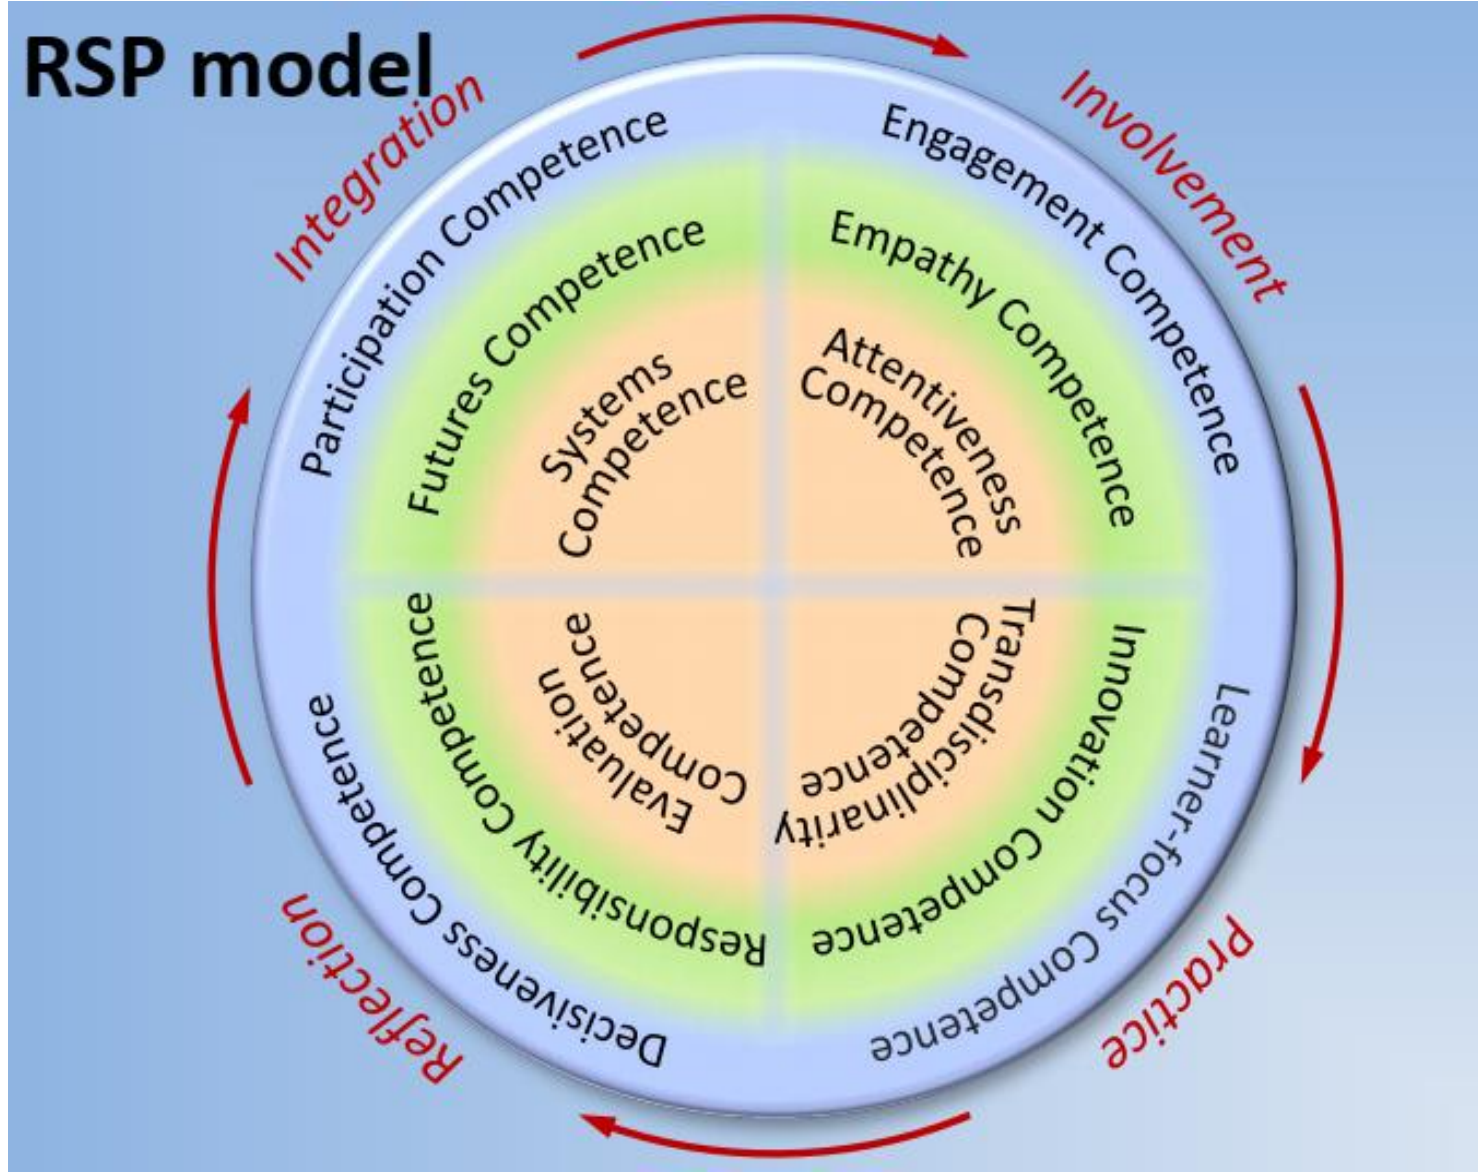 RSP model
Integration
Involvement
Practice
Reflection
Participation Competence
Futures Competence
Systems
Competence
Engagement Competence
Empathy Competence
Attentiveness
Competence
Learner-focus Competence
Innovation Competence
Transdisciplinarity
Competence
Decisiveness Competence
Responsibility Competence
Evaluation
Competence